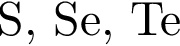 S, Se, Te